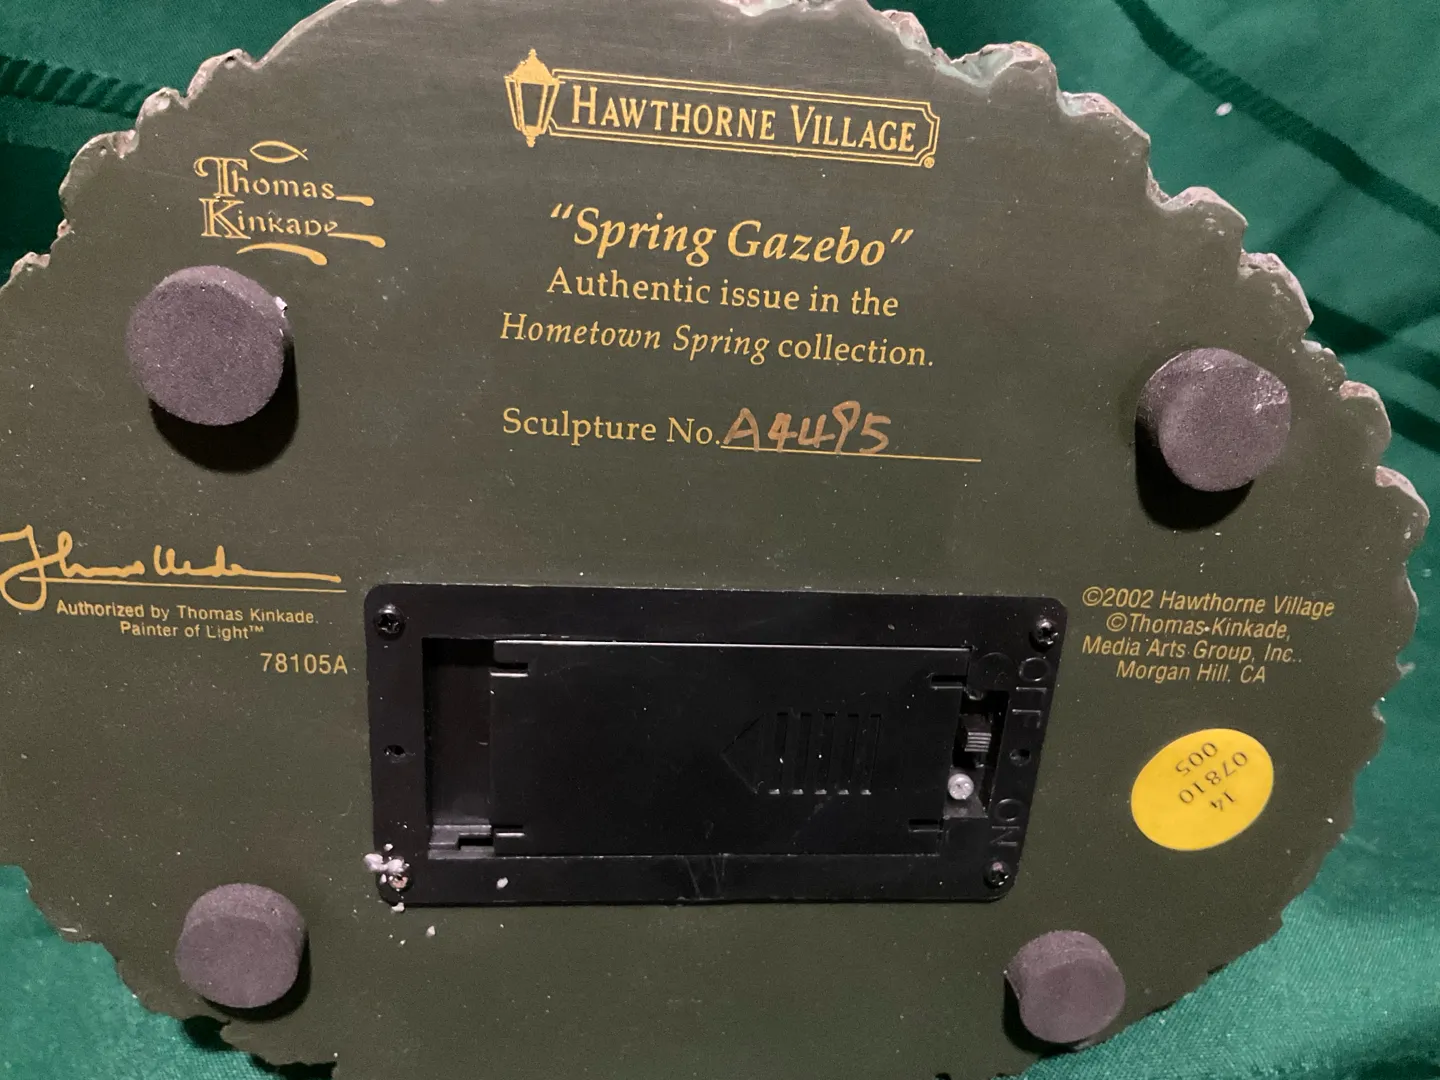 HAWTHORNE VILLAGE®
Thomas
Kinkade
"Spring Gazebo"
Authentic issue in the
Hometown Spring collection.
Sculpture No. A4495
Authorized by Thomas Kinkade.
Painter of Light™
78105A
©2002 Hawthorne Village
©Thomas Kinkade,
Media Arts Group, Inc..
Morgan Hill. CA
OFF
ON
14
07810
005